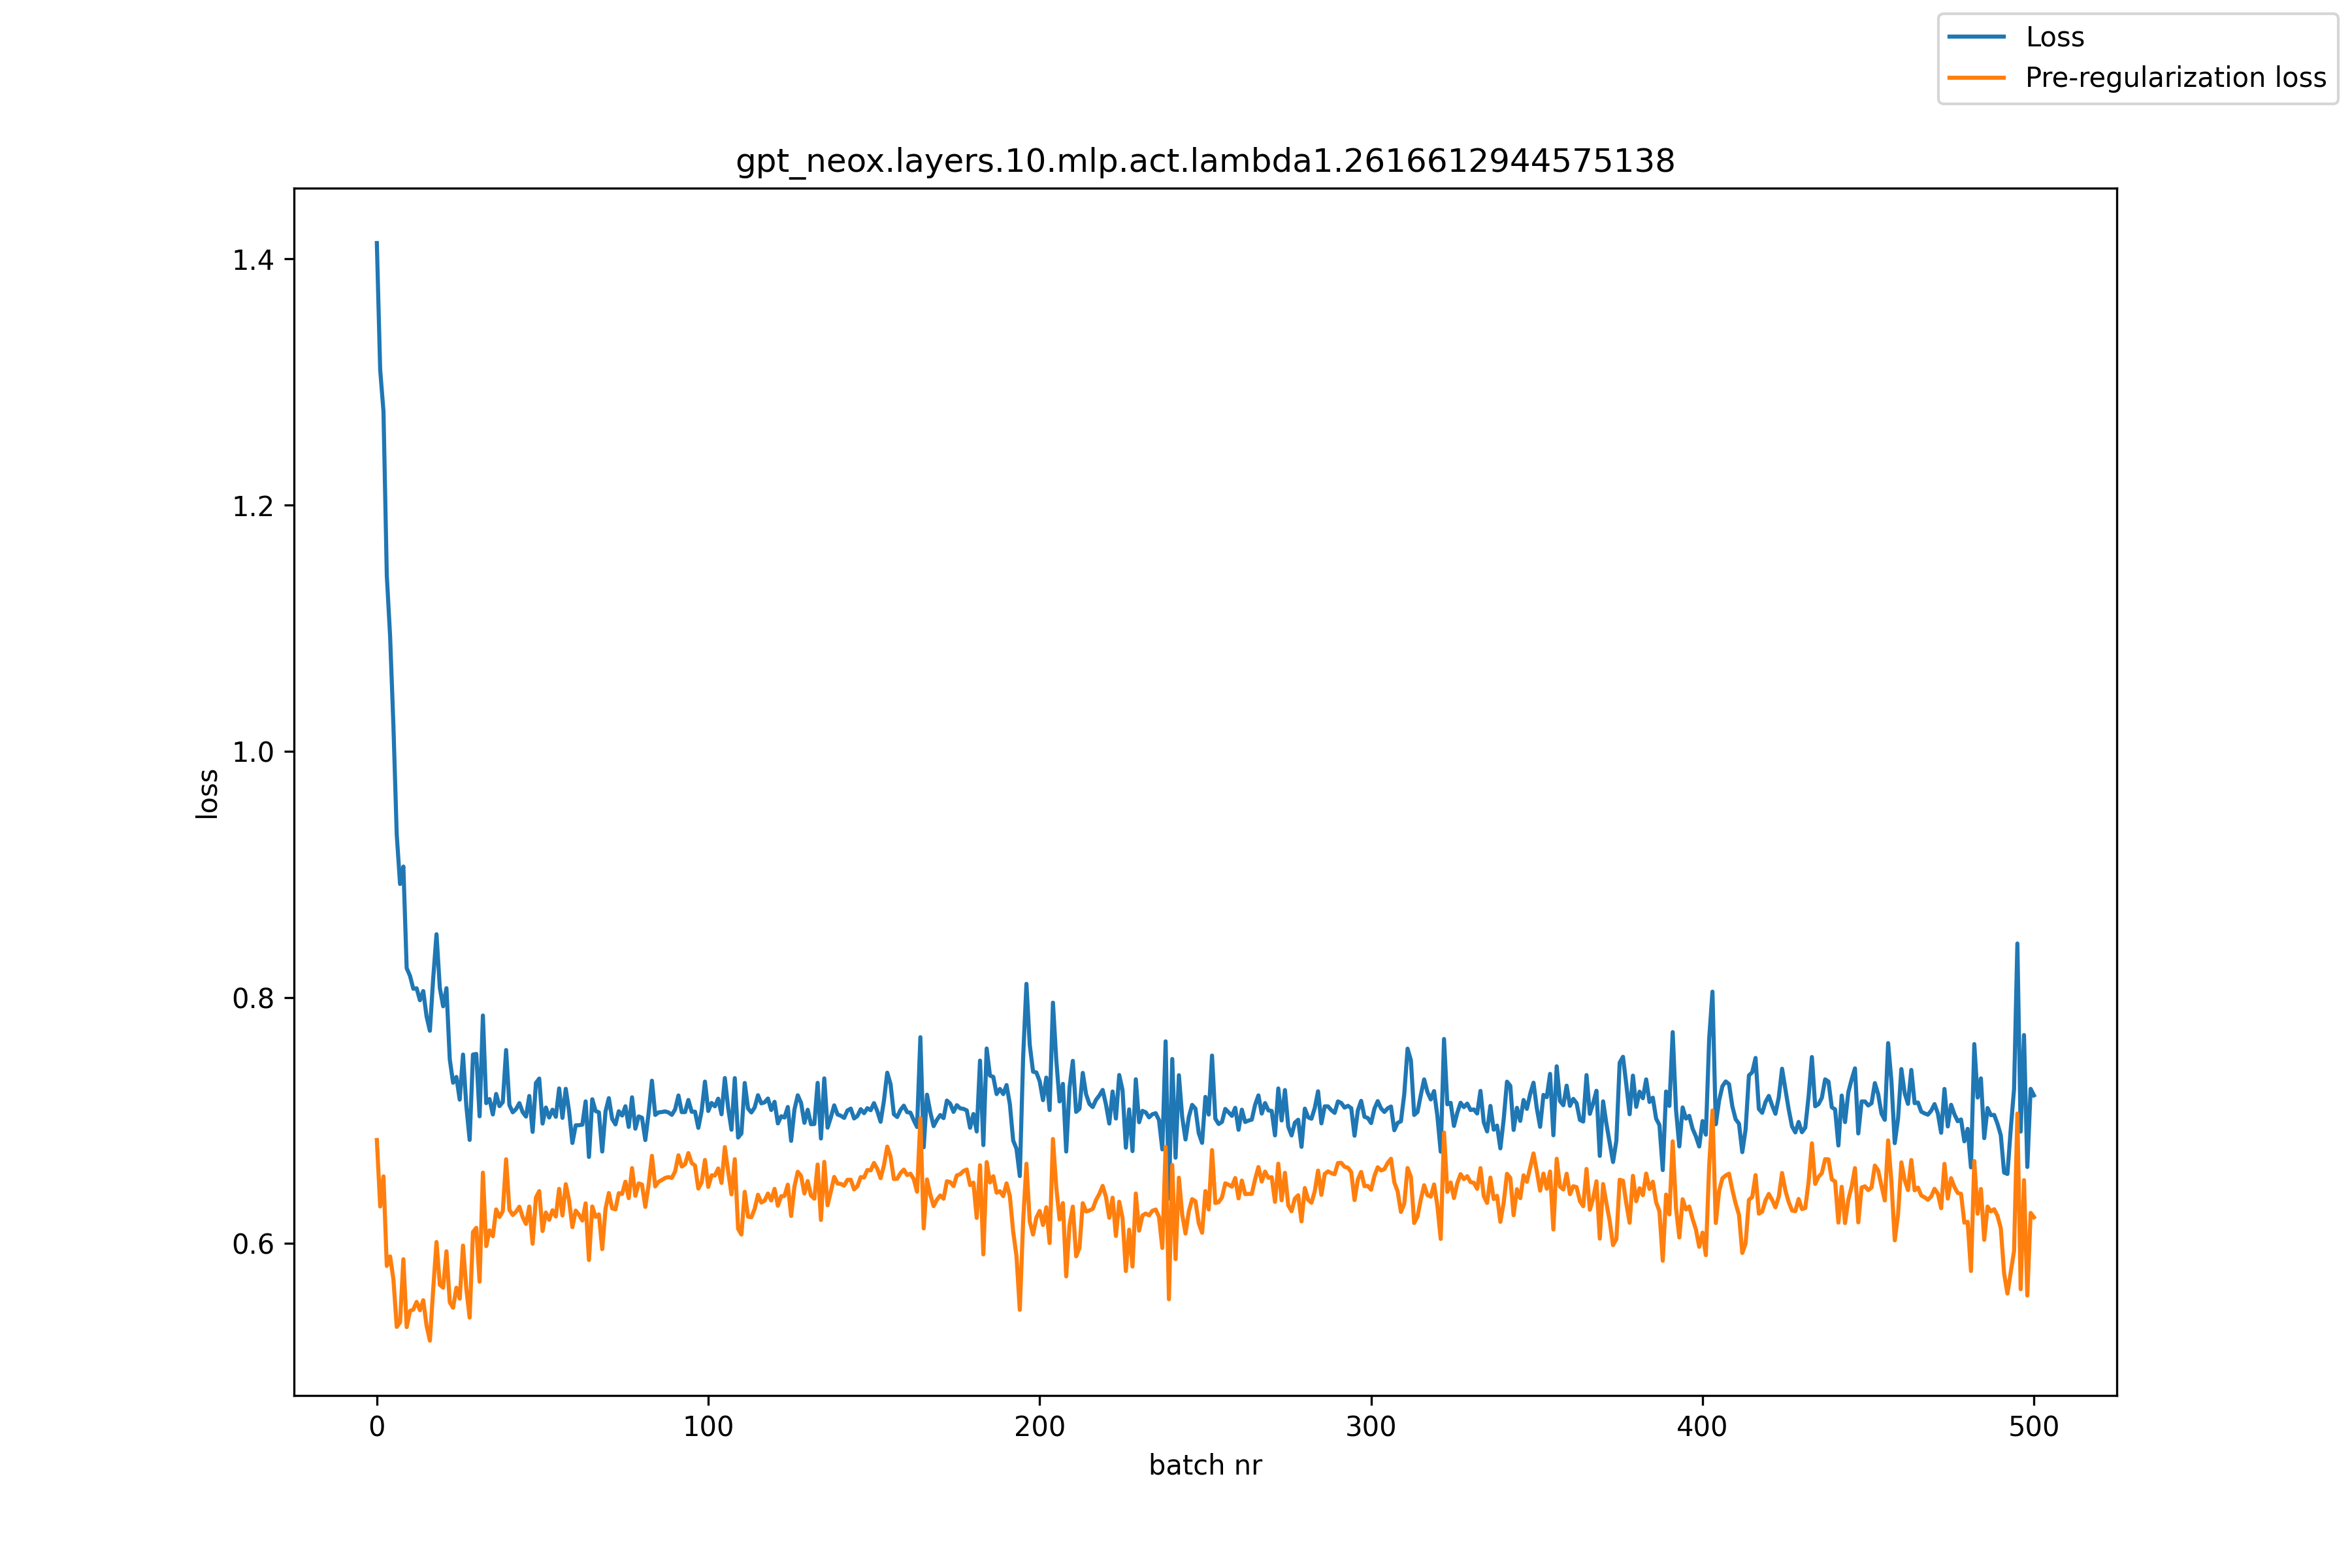 Loss
Pre-regularization loss
gpt_neox.layers.10.mlp.act.lambda1.2616612944575138
1.4
1.2
1.0
0.8
0.6
loss
0 100 200 300 400 500
batch nr